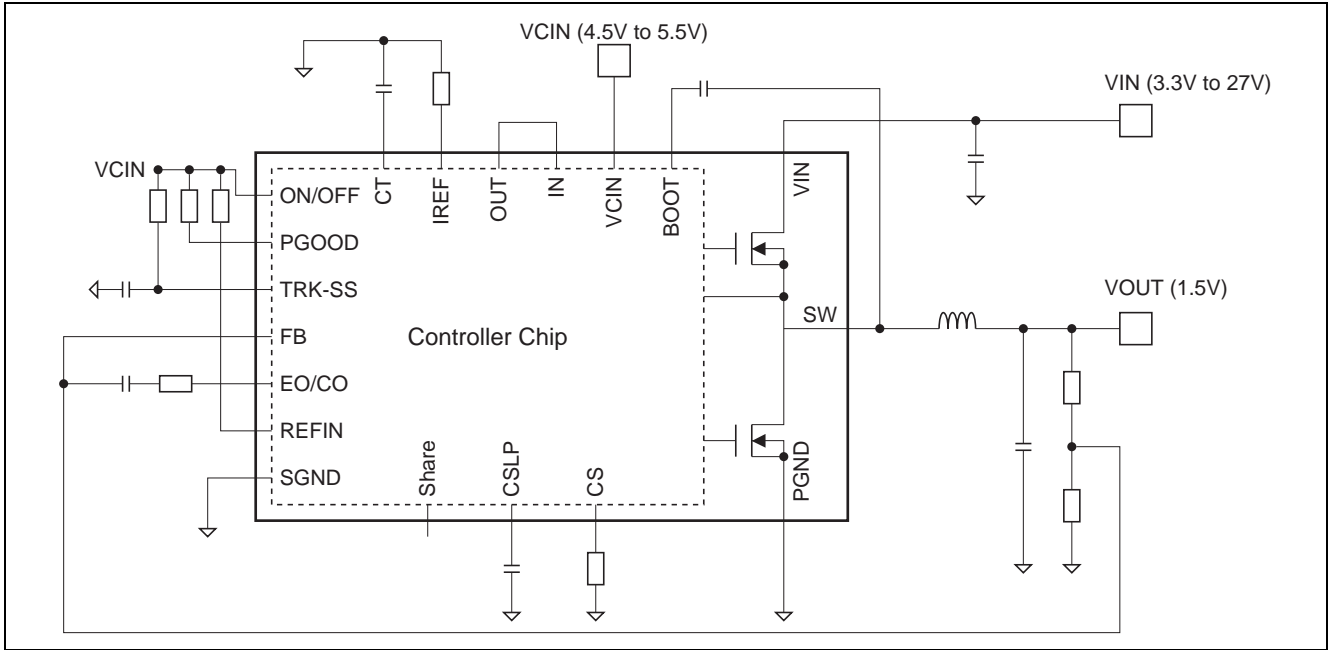 VCIN (4.5V to 5.5V)
VIN (3.3V to 27V)
VCIN
CT
IREF
OUT
IN
VCIN
BOOT
VIN
ON/OFF
PGOOD
TRK-SS
FB
EO/CO
REFIN
SGND
Controller Chip
SW
VOUT (1.5V)
Share
CSLP
CS
PGND